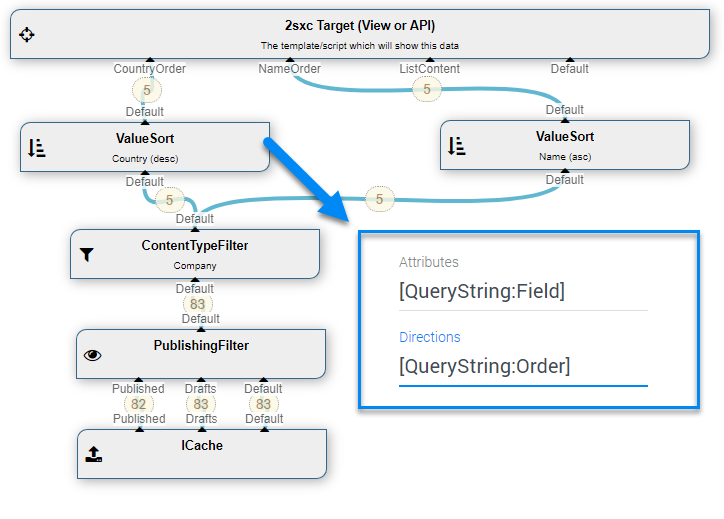 2sxc Target (View or API)
The template/script which will show this data
CountryOrder NameOrder ListContent Default
5 5
Default Default
ValueSort ValueSort
Country (desc) Name (asc)
Default Default
5 5
Default
ContentTypeFilter
Company
Default
83
Default
PublishingFilter
Published Drafts Default
82 83 83
Published Drafts Default
ICache
Attributes
[QueryString:Field]
Directions
[QueryString:Order]